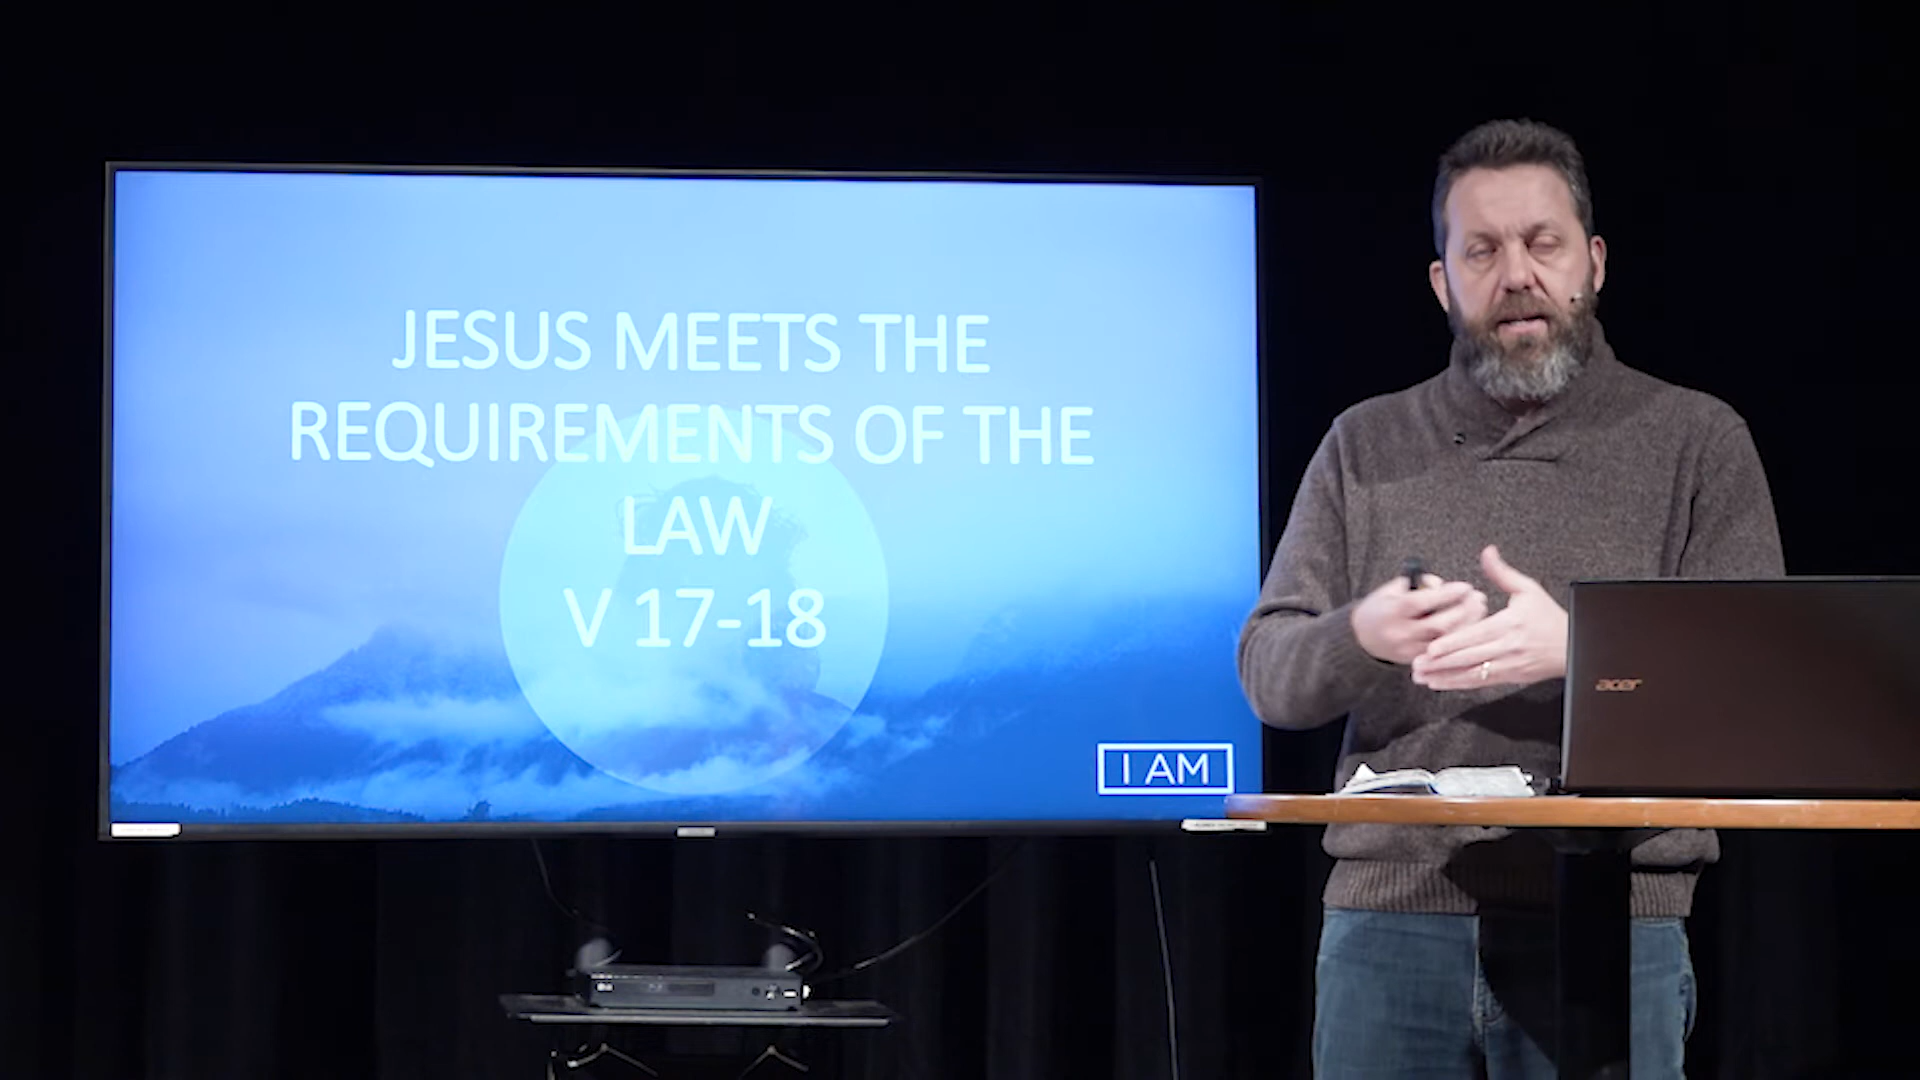 JESUS MEETS THE
REQUIREMENTS OF THE
LAW
V 17-18
I AM
acer